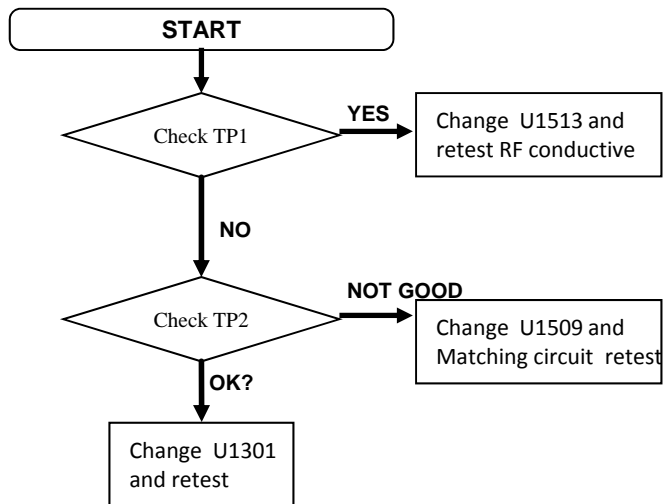 START
Check TP1
YES
Change U1513 and
retest RF conductive
NO
Check TP2
NOT GOOD
Change U1509 and
Matching circuit retest
OK?
Change U1301
and retest